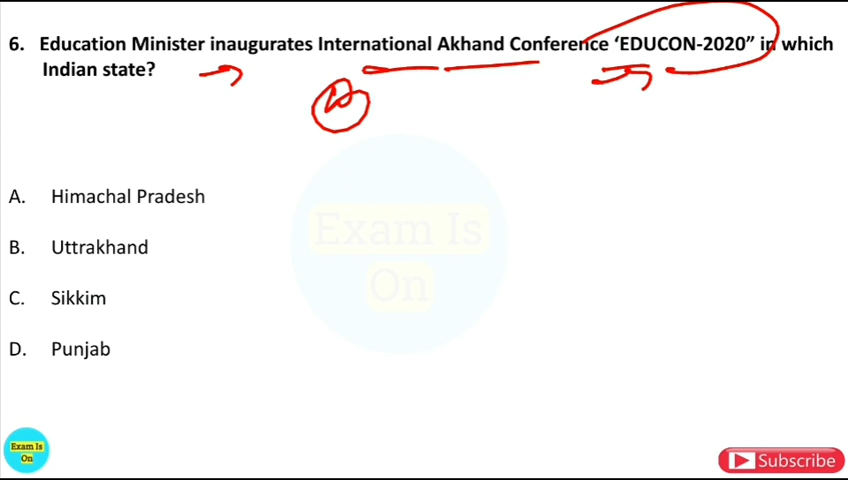 6. Education Minister inaugurates International Akhand Conference ‘EDUCON-2020” in which
Indian state?
A. Himachal Pradesh
B. Uttrakhand
C. Sikkim
D. Punjab
Exam Is
On
Exam Is
On
Subscribe